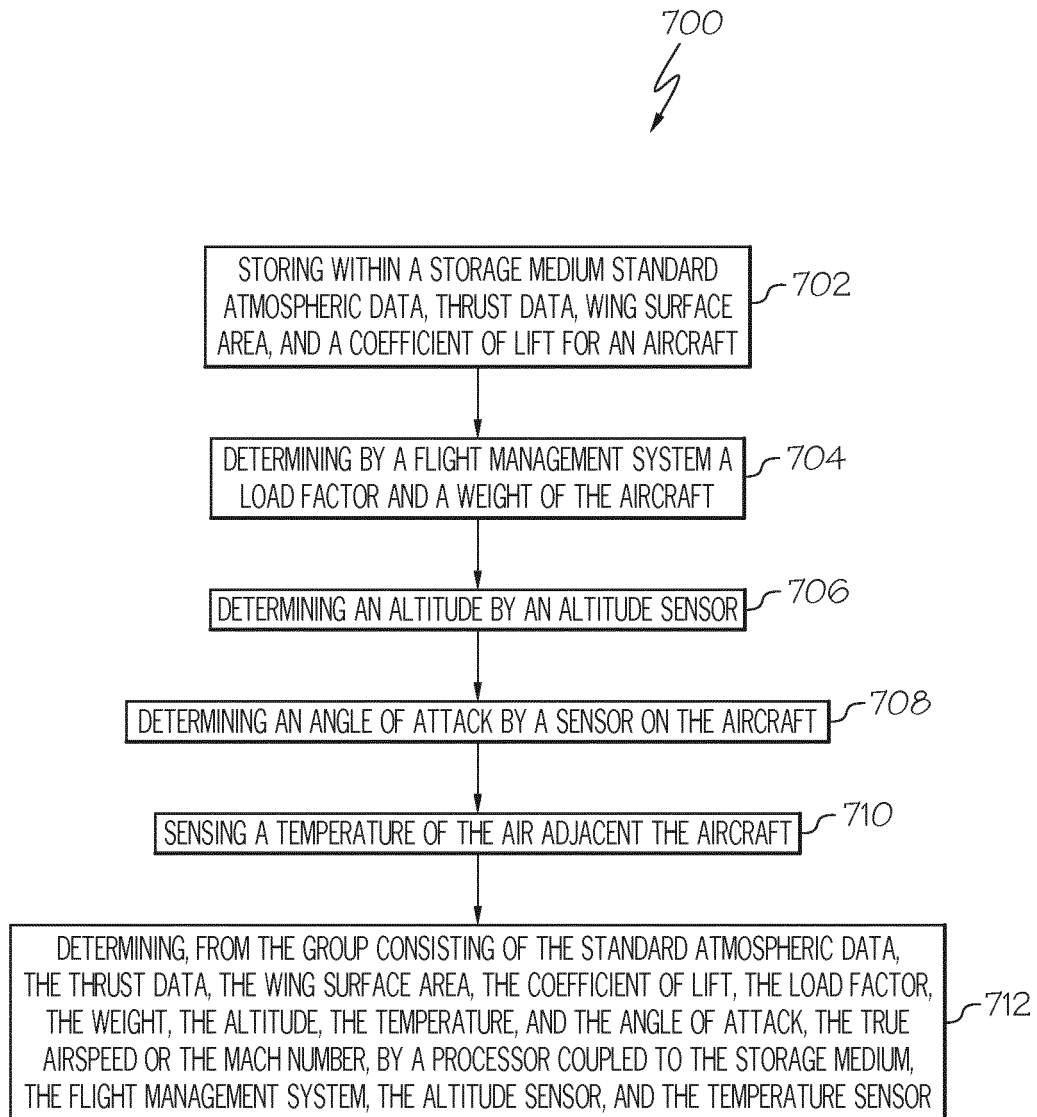 700
STORING WITHIN A STORAGE MEDIUM STANDARD
ATMOSPHERIC DATA, THRUST DATA, WING SURFACE
AREA, AND A COEFFICIENT OF LIFT FOR AN AIRCRAFT
702
DETERMINING BY A FLIGHT MANAGEMENT SYSTEM A
LOAD FACTOR AND A WEIGHT OF THE AIRCRAFT
704
DETERMINING AN ALTITUDE BY AN ALTITUDE SENSOR
706
DETERMINING AN ANGLE OF ATTACK BY A SENSOR ON THE AIRCRAFT
708
SENSING A TEMPERATURE OF THE AIR ADJACENT THE AIRCRAFT
710
DETERMINING, FROM THE GROUP CONSISTING OF THE STANDARD ATMOSPHERIC DATA,
THE THRUST DATA, THE WING SURFACE AREA, THE COEFFICIENT OF LIFT, THE LOAD FACTOR,
THE WEIGHT, THE ALTITUDE, THE TEMPERATURE, AND THE ANGLE OF ATTACK, THE TRUE
AIRSPEED OR THE MACH NUMBER, BY A PROCESSOR COUPLED TO THE STORAGE MEDIUM,
THE FLIGHT MANAGEMENT SYSTEM, THE ALTITUDE SENSOR, AND THE TEMPERATURE SENSOR
712